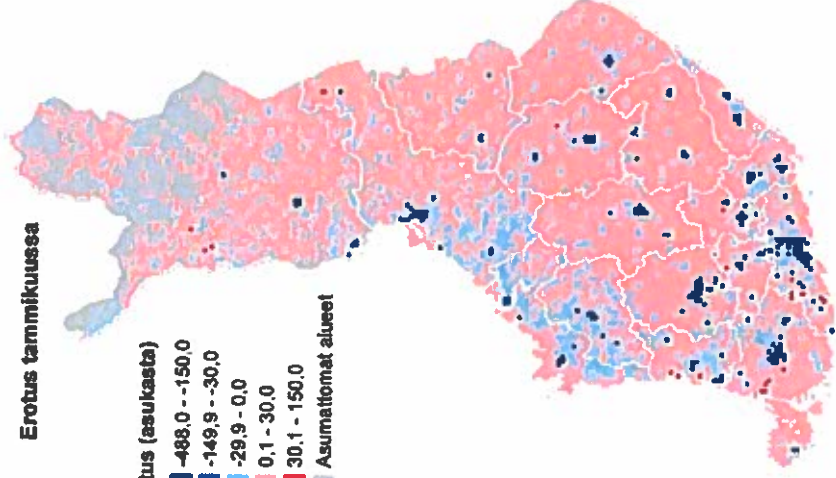 Erotus tammikuussa
tus (asukasta)
-488,0 - -150,0
-149,9 - -30,0
-29,9 - 0,0
0,1 - 30,0
30,1 - 150,0
Asumattomat alueet